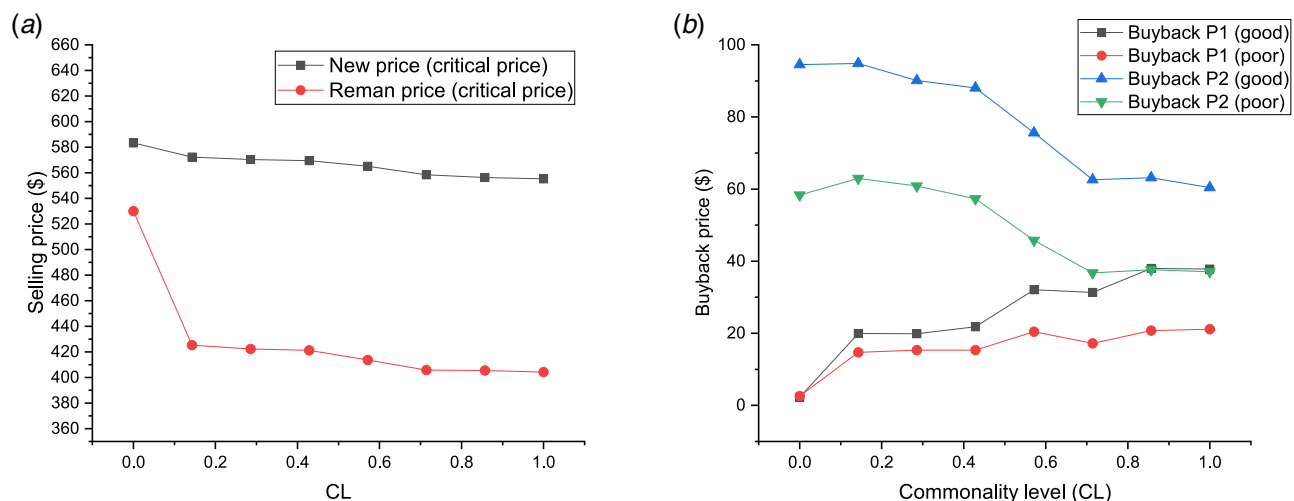 (a)
660
640
620
600
580
560
540
520
500
480
460
440
420
400
380
360
Selling price ($)
New price (critical price)
Reman price (critical price)
0.0 0.2 0.4 0.6 0.8 1.0
CL
(b)
Buyback P1 (good)
Buyback P1 (poor)
Buyback P2 (good)
Buyback P2 (poor)
100
80
60
40
20
0
Buyback price ($)
0.0 0.2 0.4 0.6 0.8 1.0
Commonality level (CL)